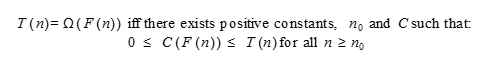 T(n)= Ω(F(n)) iff there exists positive constants, n₀ and C such that:
0 ≤ C(F(n)) ≤ T(n) for all n ≥ n₀